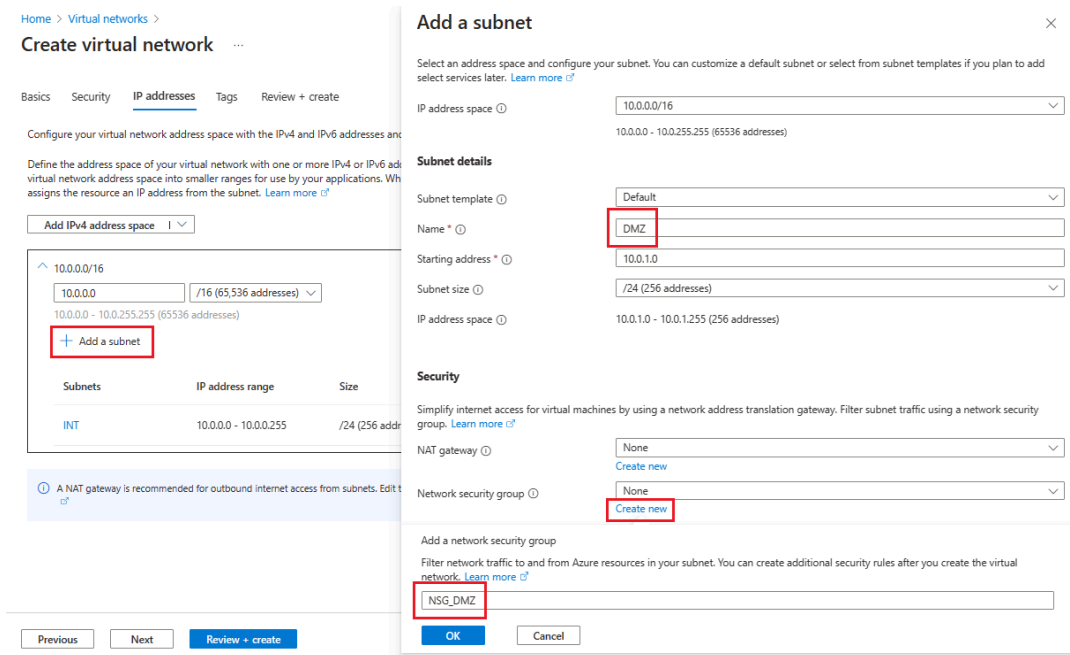 Home > Virtual networks >
Create virtual network ...
Basics Security IP addresses Tags Review + create
Configure your virtual network address space with the IPv4 and IPv6 addresses and
Define the address space of your virtual network with one or more IPv4 or IPv6 add
virtual network address space into smaller ranges for use by your applications. Wh
assigns the resource an IP address from the subnet. Learn more
Add IPv4 address space
10.0.0.0/16
10.0.0.0 /16 (65,536 addresses)
10.0.0.0 - 10.0.255.255 (65536 addresses)
+ Add a subnet
Subnets IP address range Size
INT 10.0.0.0 - 10.0.0.255 /24 (256 addr
A NAT gateway is recommended for outbound internet access from subnets. Edit t
Previous Next Review + create
Add a subnet
Select an address space and configure your subnet. You can customize a default subnet or select from subnet templates if you plan to add
select services later. Learn more
IP address space 10.0.0.0/16
10.0.0.0 - 10.0.255.255 (65536 addresses)
Subnet details
Subnet template Default
Name * DMZ
Starting address * 10.0.1.0
Subnet size /24 (256 addresses)
IP address space 10.0.1.0 - 10.0.1.255 (256 addresses)
Security
Simplify internet access for virtual machines by using a network address translation gateway. Filter subnet traffic using a network security
group. Learn more
NAT gateway None
Create new
Network security group None
Create new
Add a network security group
Filter network traffic to and from Azure resources in your subnet. You can create additional security rules after you create the virtual
network. Learn more
NSG_DMZ
OK Cancel